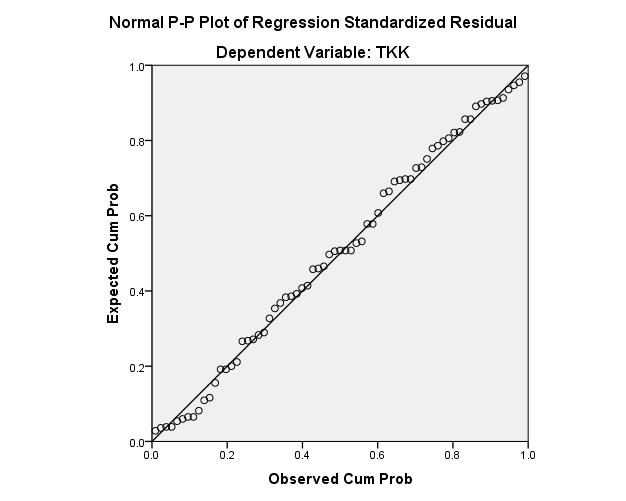 Normal P-P Plot of Regression Standardized Residual
Dependent Variable: TKK
Expected Cum Prob
1.0
0.8
0.6
0.4
0.2
0.0
0.0 0.2 0.4 0.6 0.8 1.0
Observed Cum Prob